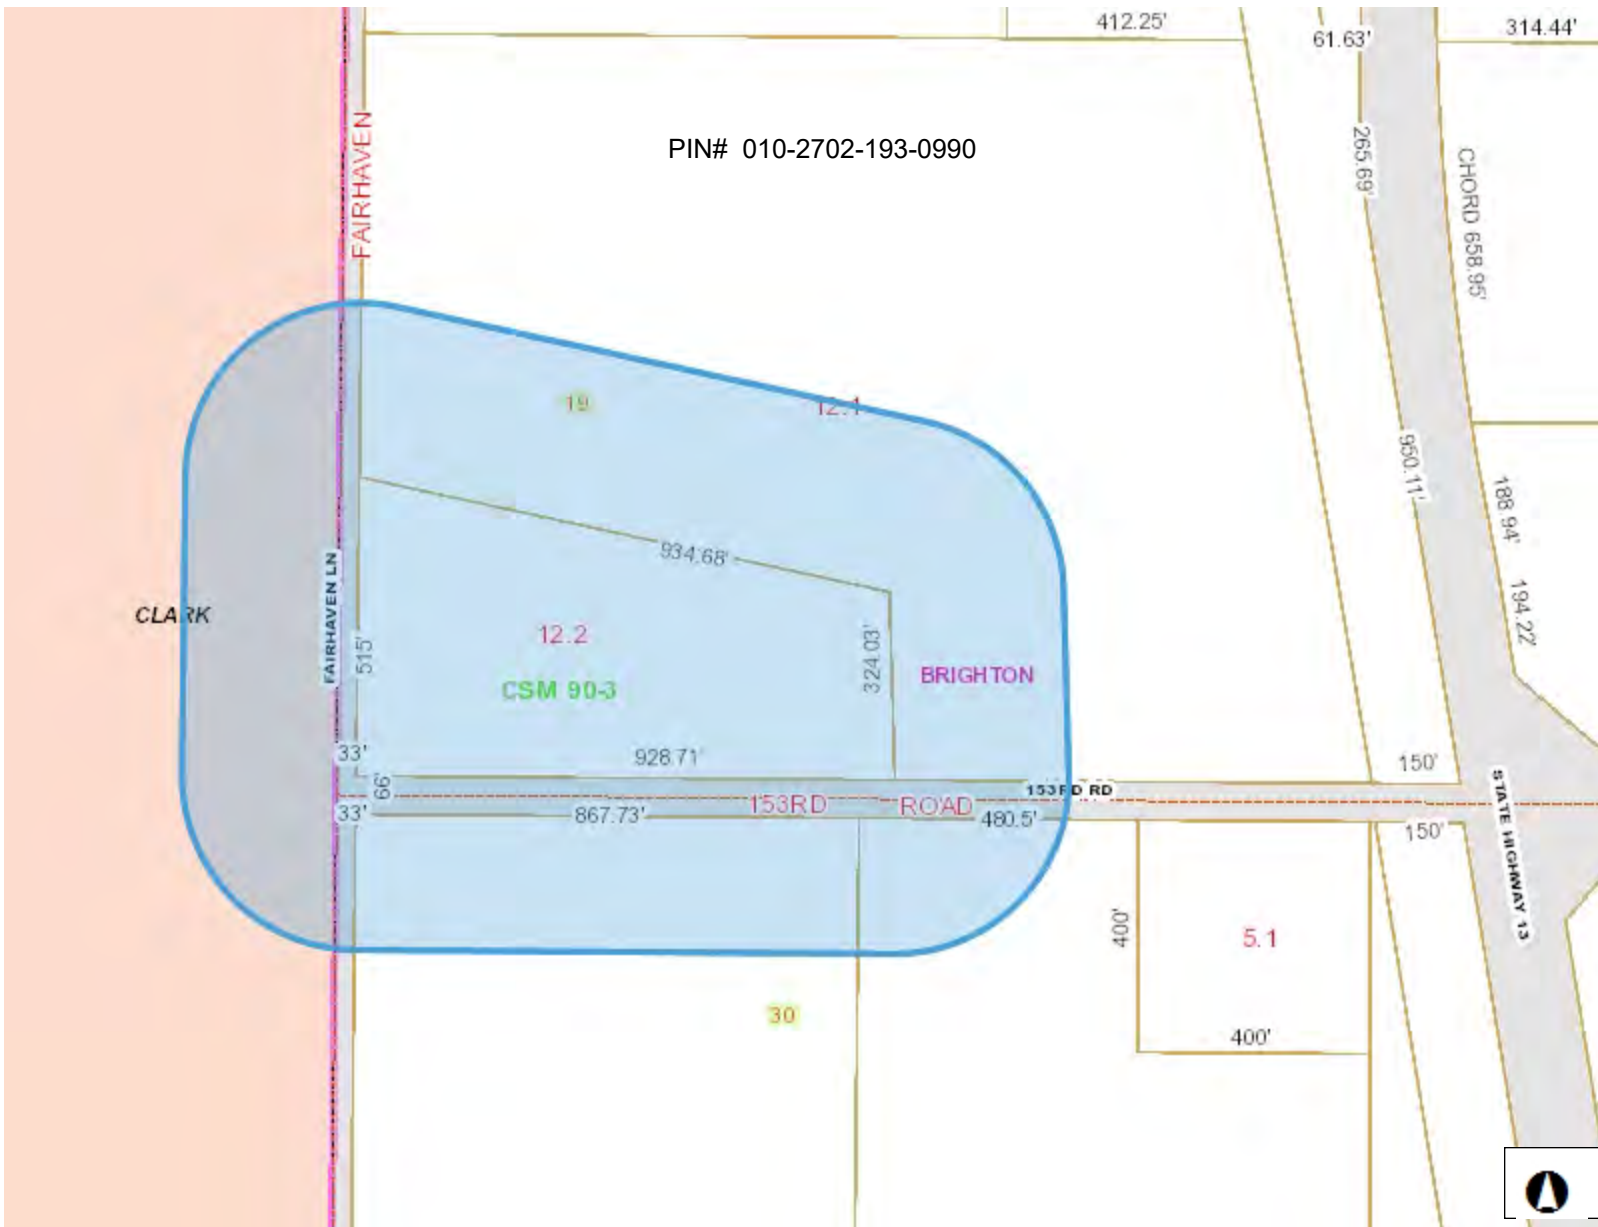 412.25'
61.63'
314.44'
PIN# 010-2702-193-0990
FAIRHAVEN
265.69'
CHORD 658.95'
19
12.1
950.11'
188.94'
934.68'
FAIRHAVEN LN
194.22'
CLARK
12.2
515'
324.03'
BRIGHTON
CSM 90-3
33'
928.71'
150'
66'
153RD RD
33'
867.73'
153RD ROAD
480.5'
150'
STATE HIGHWAY 13
400'
5.1
30
400'